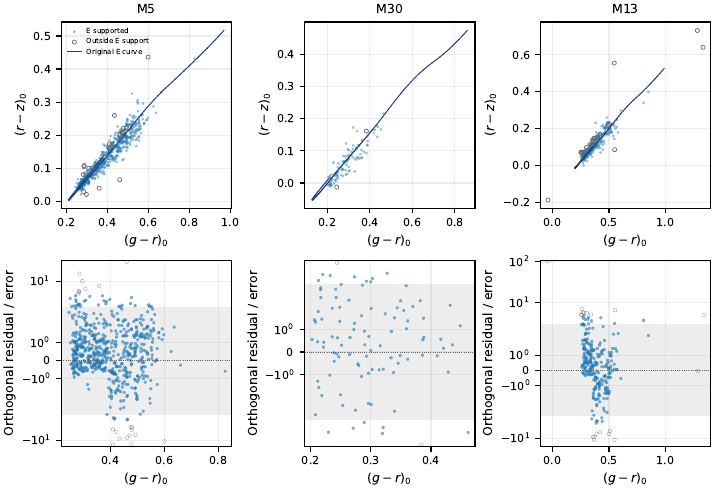 M5
M30
M13
E supported
Outside E support
Original E curve
(r − z)₀
0.5
0.4
0.3
0.2
0.1
0.0
0.2 0.4 0.6 0.8 1.0
(g − r)₀
(r − z)₀
0.4
0.3
0.2
0.1
0.0
0.2 0.4 0.6 0.8
(g − r)₀
(r − z)₀
0.6
0.4
0.2
0.0
−0.2
0.0 0.5 1.0
(g − r)₀
Orthogonal residual / error
10¹
10⁰
0
−10⁰
−10¹
0.4 0.6 0.8
(g − r)₀
Orthogonal residual / error
10⁰
0
−10⁰
0.2 0.3 0.4
(g − r)₀
Orthogonal residual / error
10²
10¹
10⁰
0
−10⁰
−10¹
0.0 0.5 1.0
(g − r)₀